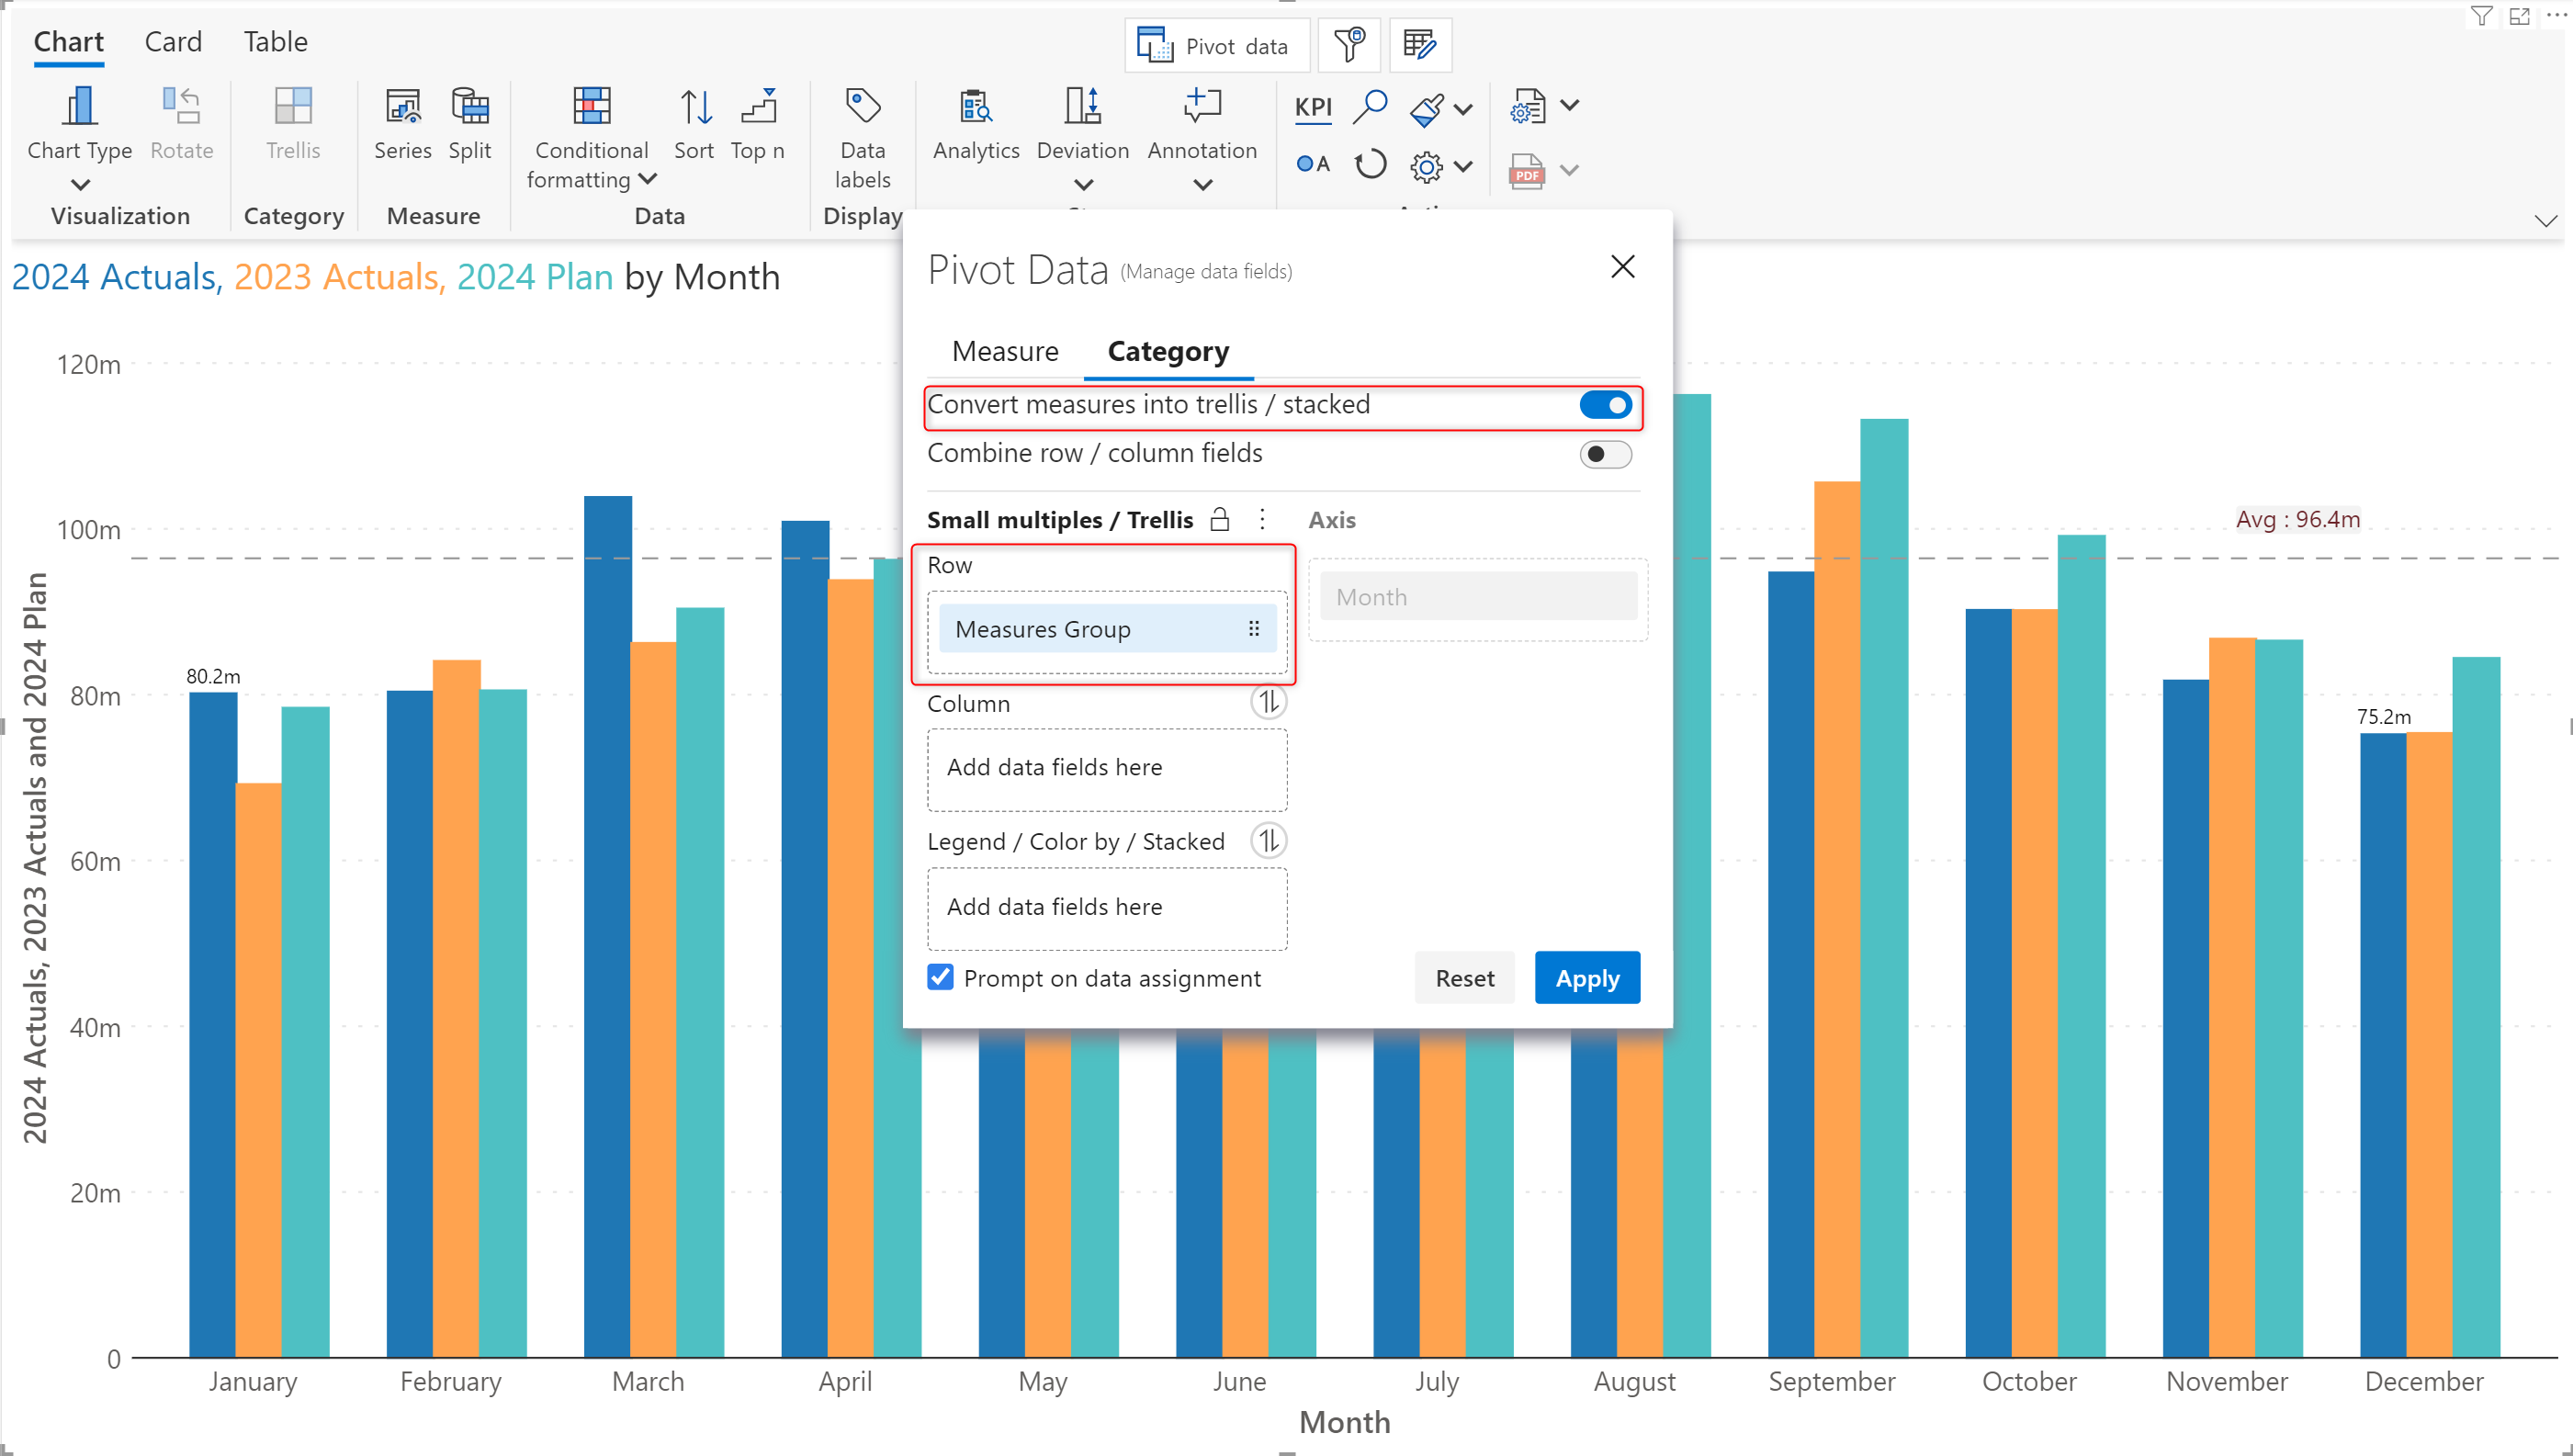 Chart Card Table
Pivot data
Chart Type Rotate Trellis Series Split Conditional formatting Sort Top n Data labels Analytics Deviation Annotation KPI
A
PDF
Visualization Category Measure Data Display
2024 Actuals, 2023 Actuals, 2024 Plan by Month
Pivot Data (Manage data fields)
Measure Category
Convert measures into trellis / stacked
Combine row / column fields
Small multiples / Trellis
Axis
Row
Measures Group
Month
Column
Add data fields here
Legend / Color by / Stacked
Add data fields here
Prompt on data assignment
Reset Apply
2024 Actuals, 2023 Actuals and 2024 Plan
120m
100m
80m
60m
40m
20m
0
80.2m
Avg : 96.4m
75.2m
January February March April May June July August September October November December
Month